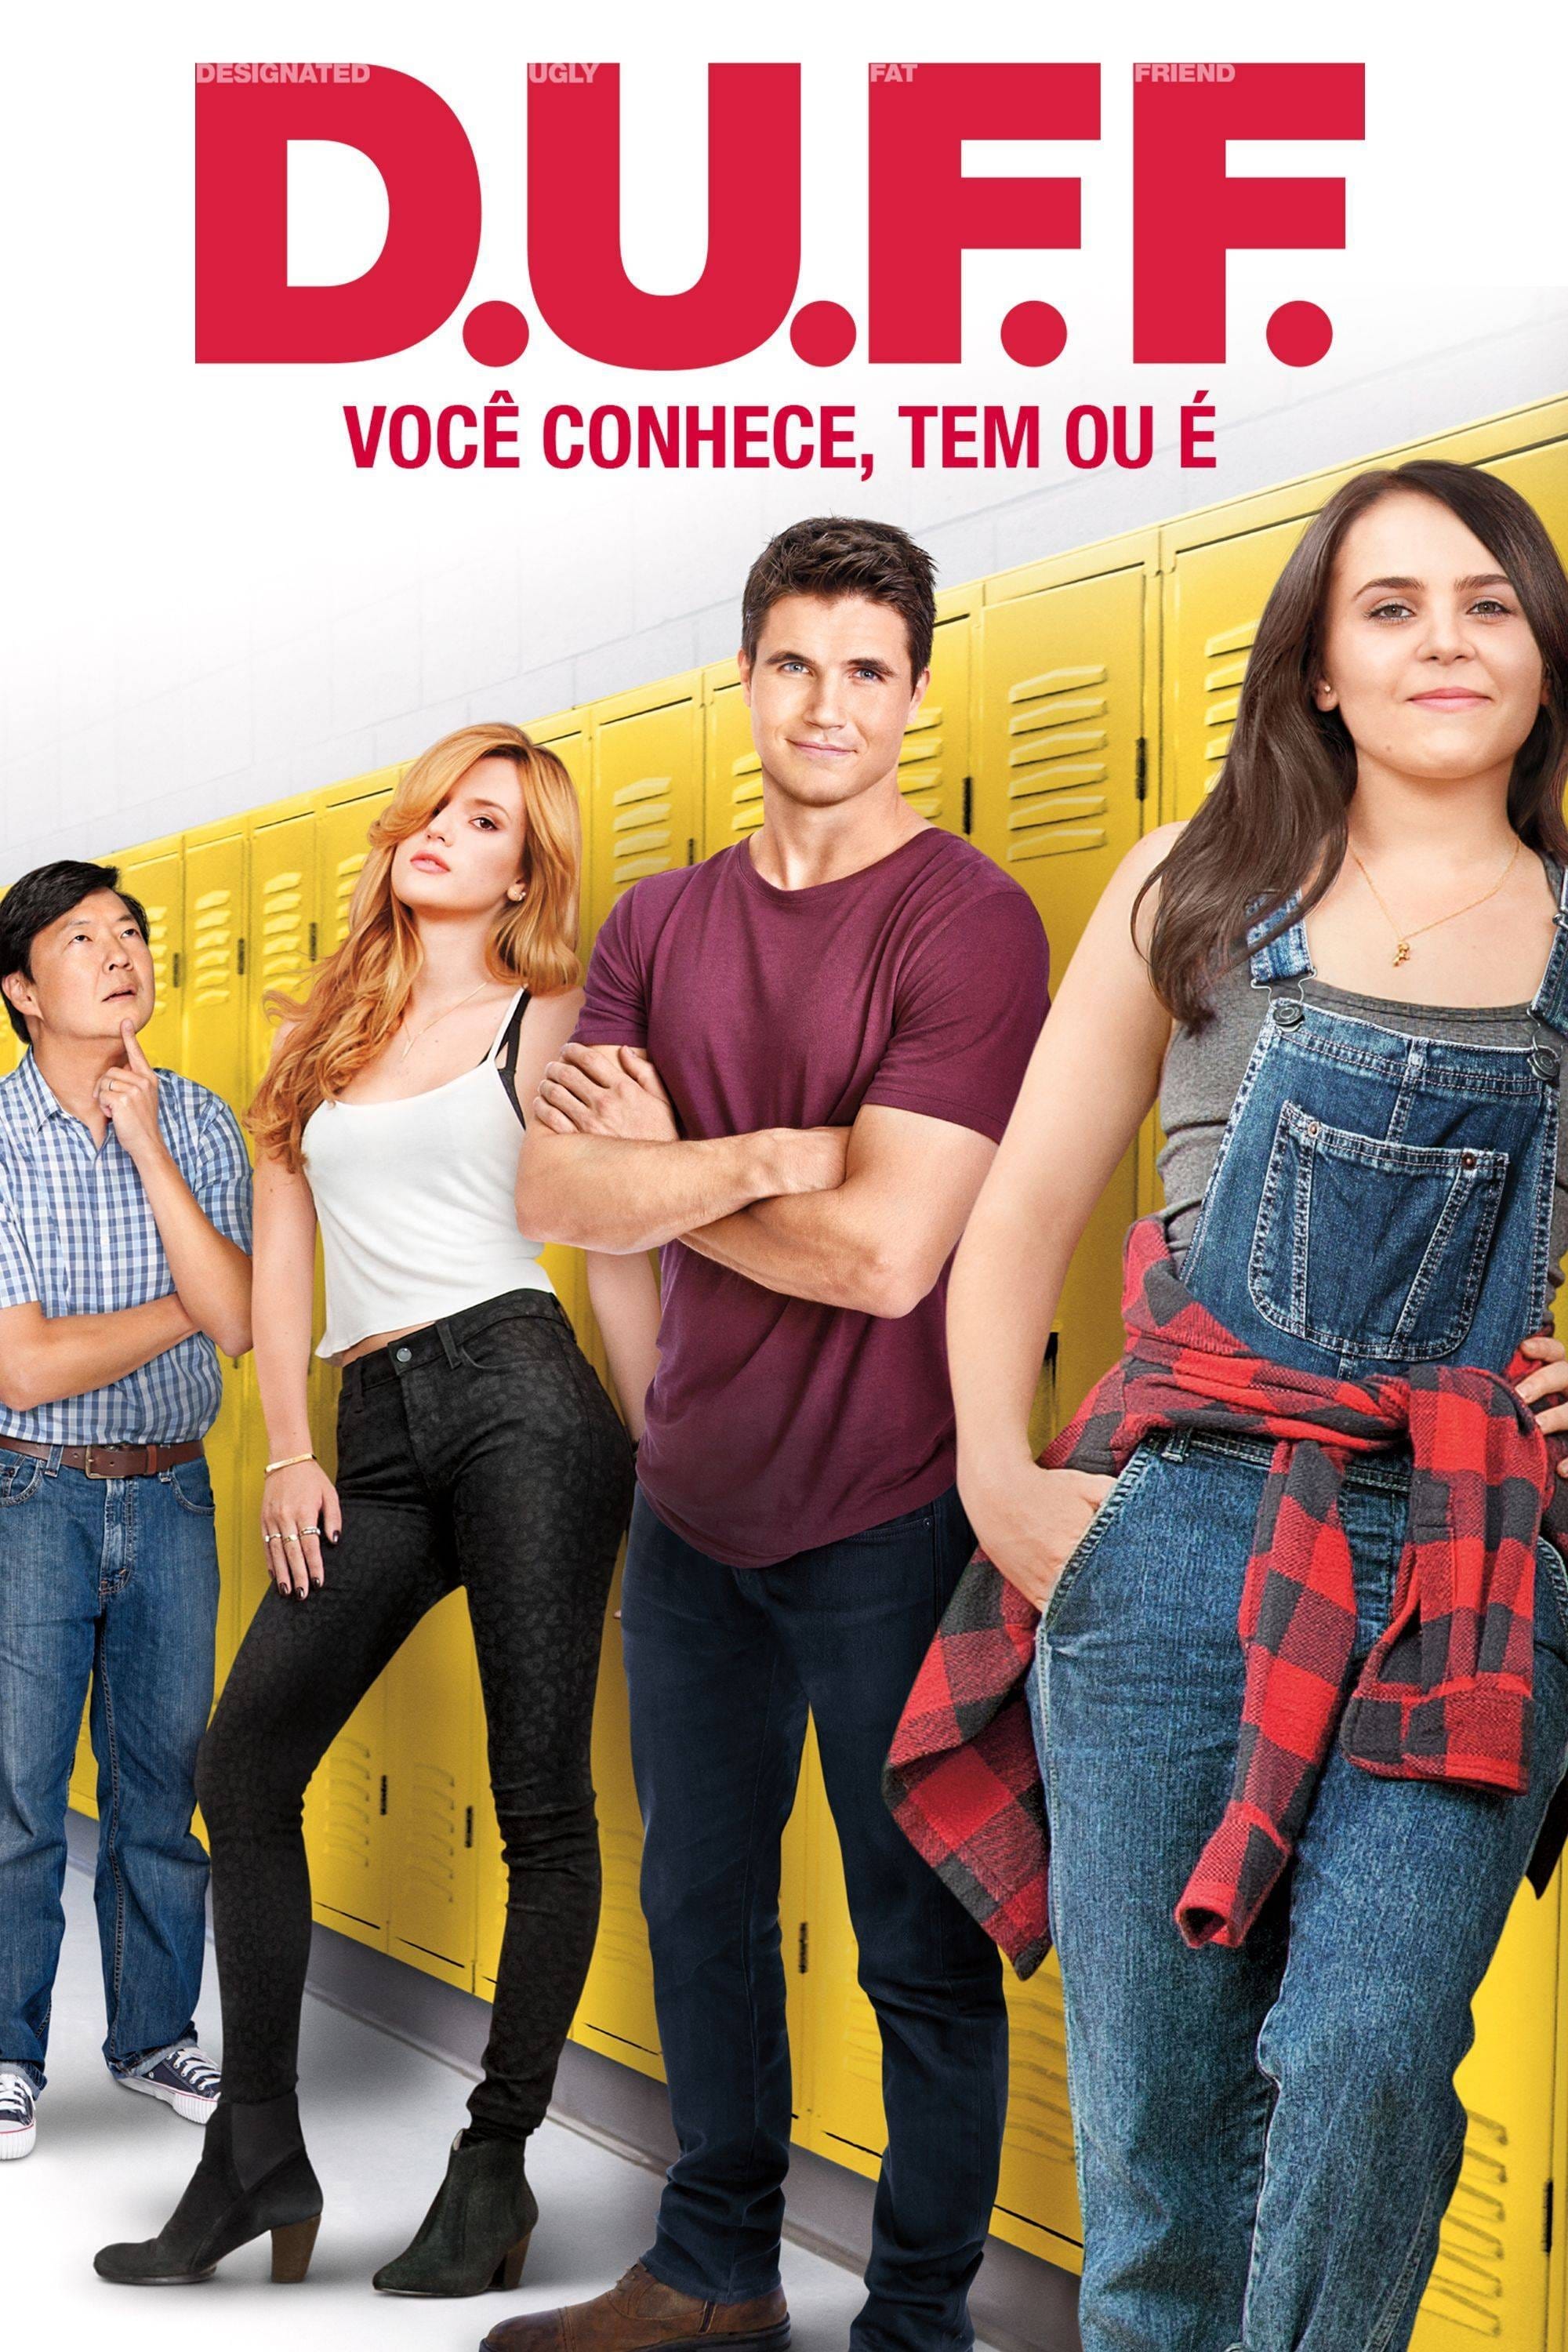 DESIGNATED UGLY FAT FRIEND
D.U.F.F.
VOCÊ CONHECE, TEM OU É